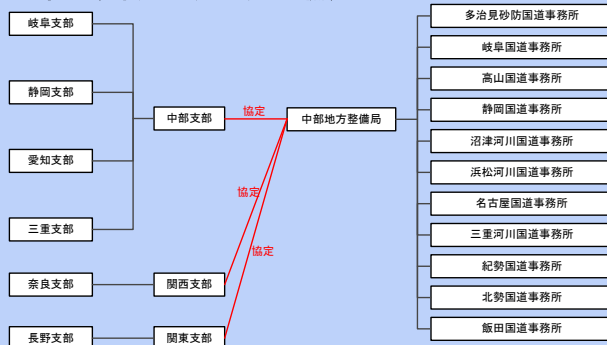 岐阜支部
静岡支部
愛知支部
三重支部
奈良支部
長野支部
中部支部
関西支部
関東支部
協定
協定
協定
中部地方整備局
多治見砂防国道事務所
岐阜国道事務所
高山国道事務所
静岡国道事務所
沼津河川国道事務所
浜松河川国道事務所
名古屋国道事務所
三重河川国道事務所
紀勢国道事務所
北勢国道事務所
飯田国道事務所